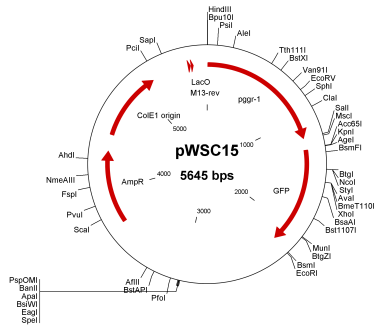 HindIII
Bpu10I
PsiI
AleI
Tth111I
BstXI
Van91I
EcoRV
SphI
ClaI
SalI
MscI
Acc65I
KpnI
AgeI
BsmFI
BtgI
NcoI
StyI
AvaI
BmeT110I
XhoI
BsaAI
Bst1107I
MunI
BtgZI
BsmI
EcoRI
PfoI
BstAPI
AflII
PspOMI
BanII
ApaI
BsiWI
EagI
SpeI
ScaI
PvuI
FspI
NmeAIII
AhdI
PciI
SapI
LacO
M13-rev
pggr-1
ColE1 origin
5000
1000
pWSC15
5645 bps
4000
AmpR
2000
GFP
3000